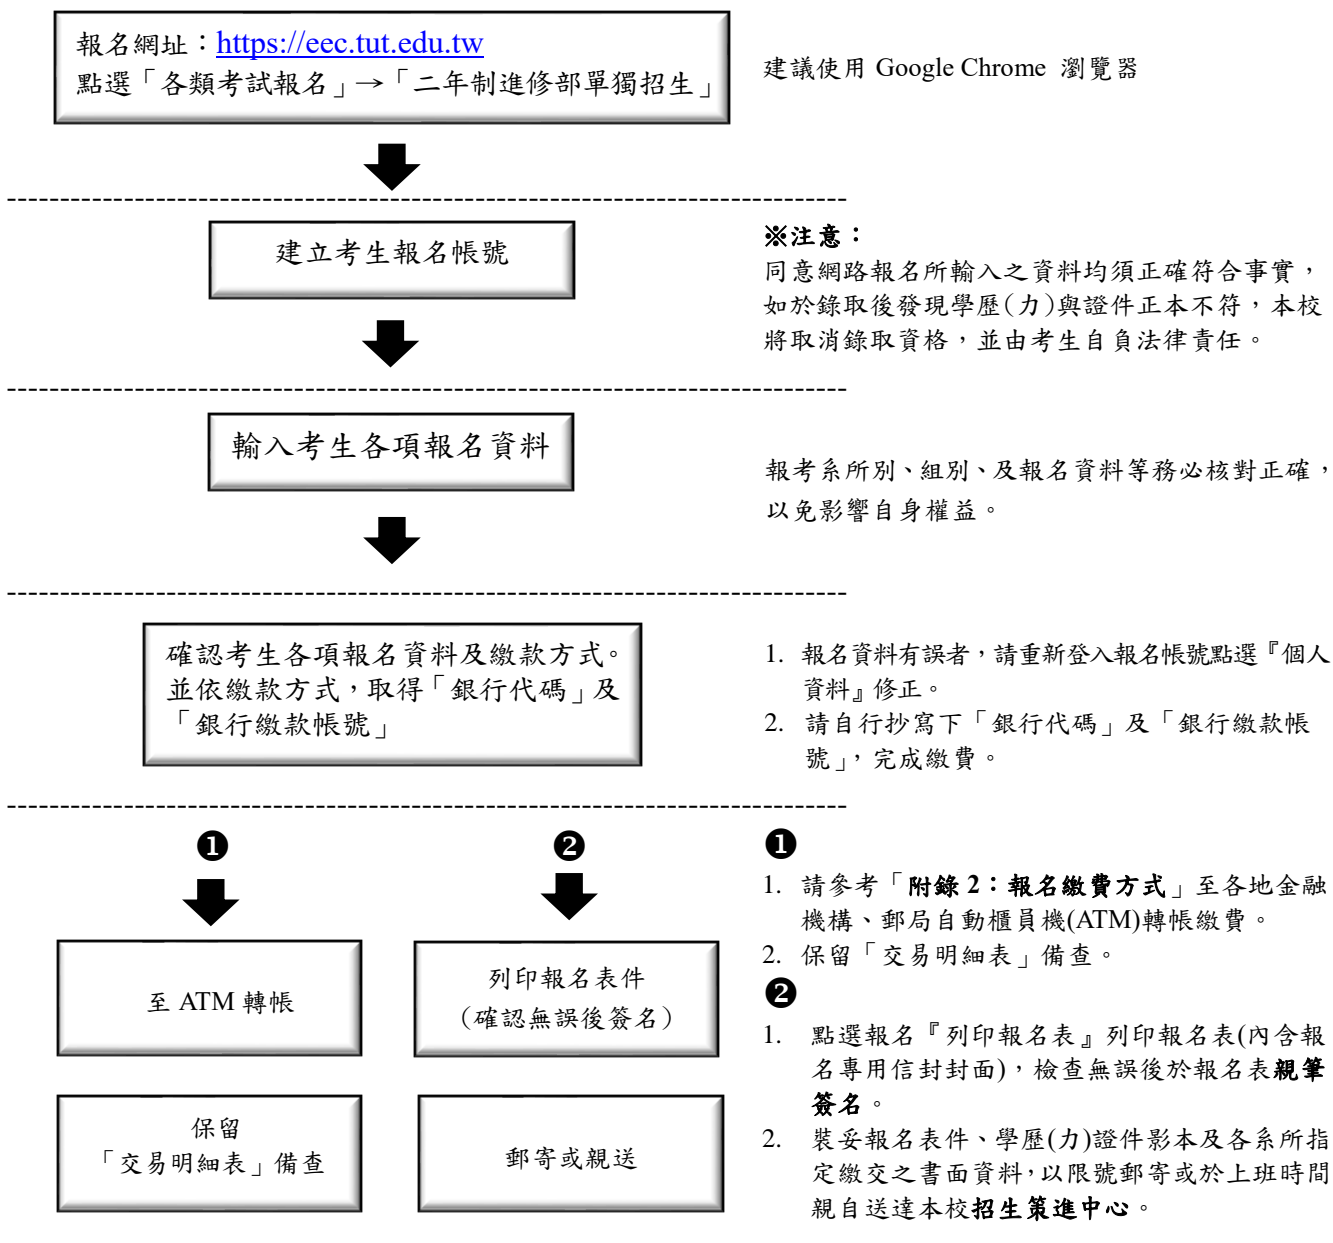 報名網址：https://eec.tut.edu.tw
點選「各類考試報名」→「二年制進修部單獨招生」
建議使用 Google Chrome 瀏覽器
建立考生報名帳號
※注意：
同意網路報名所輸入之資料均須正確符合事實，
如於錄取後發現學歷(力)與證件正本不符，本校
將取消錄取資格，並由考生自負法律責任。
輸入考生各項報名資料
報考系所別、組別、及報名資料等務必核對正確，
以免影響自身權益。
確認考生各項報名資料及繳款方式。
並依繳款方式，取得「銀行代碼」及
「銀行繳款帳號」
1. 報名資料有誤者，請重新登入報名帳號點選『個人
資料』修正。
2. 請自行抄寫下「銀行代碼」及「銀行繳款帳
號」，完成繳費。
❶
至 ATM 轉帳
保留
「交易明細表」備查
❷
列印報名表件
（確認無誤後簽名）
郵寄或親送
❶
1. 請參考「附錄 2：報名繳費方式」至各地金融
機構、郵局自動櫃員機(ATM)轉帳繳費。
2. 保留「交易明細表」備查。
❷
1. 點選報名『列印報名表』列印報名表(內含報
名專用信封封面)，檢查無誤後於報名表親筆
簽名。
2. 裝妥報名表件、學歷(力)證件影本及各系所指
定繳交之書面資料，以限號郵寄或於上班時間
親自送達本校招生策進中心。